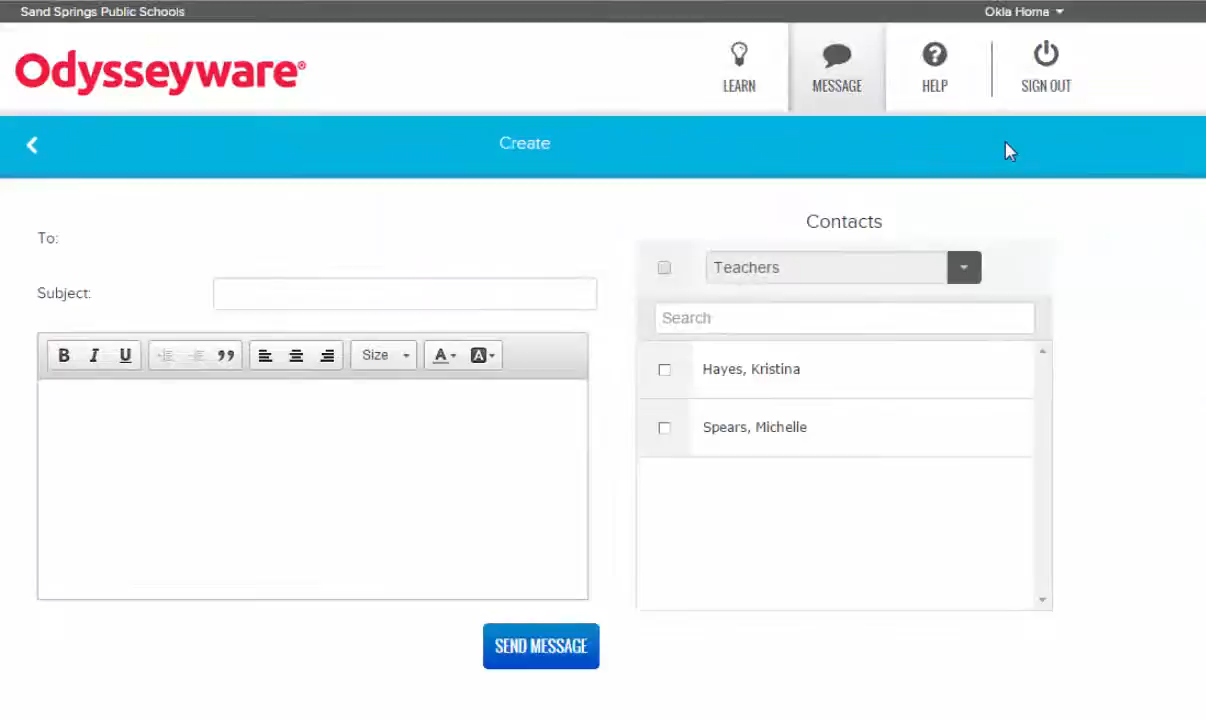 Sand Springs Public Schools
Okla Homa
Odysseyware®
LEARN
MESSAGE
HELP
SIGN OUT
Create
To:
Contacts
Teachers
Subject:
Search
B I U
Size
A
A
Hayes, Kristina
Spears, Michelle
SEND MESSAGE